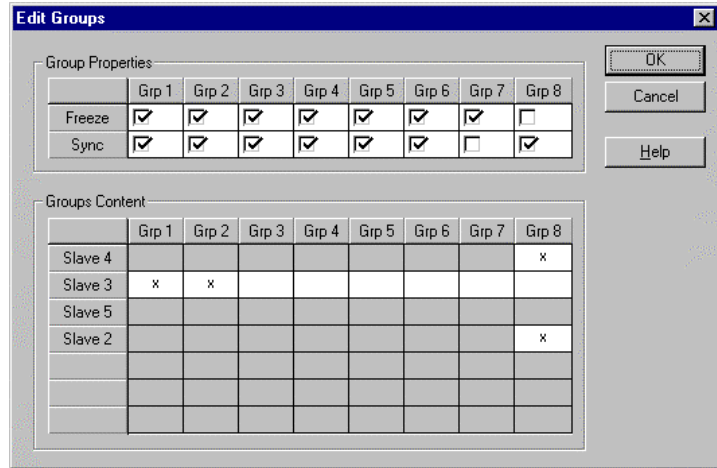 Edit Groups
Group Properties
Grp 1 Grp 2 Grp 3 Grp 4 Grp 5 Grp 6 Grp 7 Grp 8
Freeze
Sync
OK
Cancel
Help
Groups Content
Grp 1 Grp 2 Grp 3 Grp 4 Grp 5 Grp 6 Grp 7 Grp 8
Slave 4 x
Slave 3 x x
Slave 5
Slave 2 x